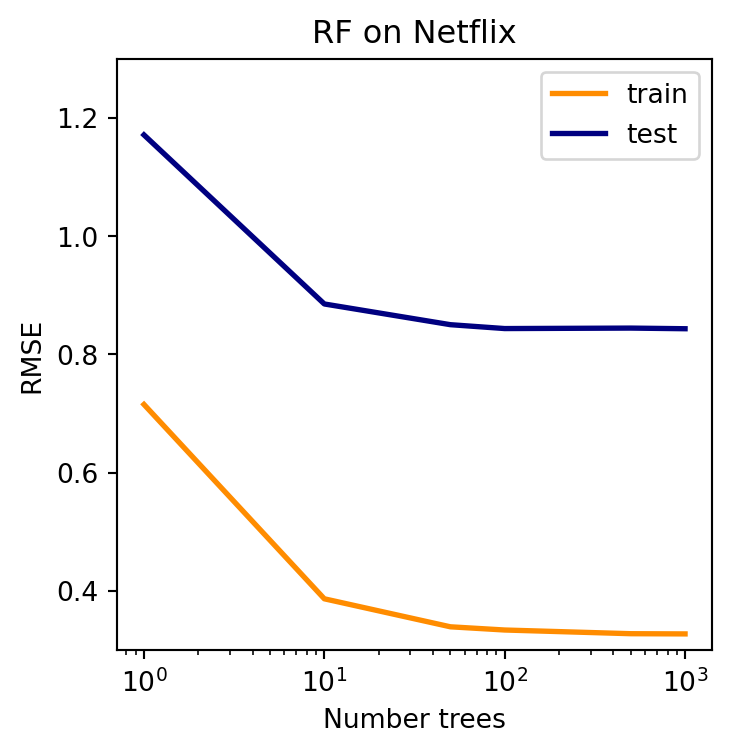 RF on Netflix
train
test
1.2
1.0
0.8
0.6
0.4
RMSE
10⁰
10¹
10²
10³
Number trees